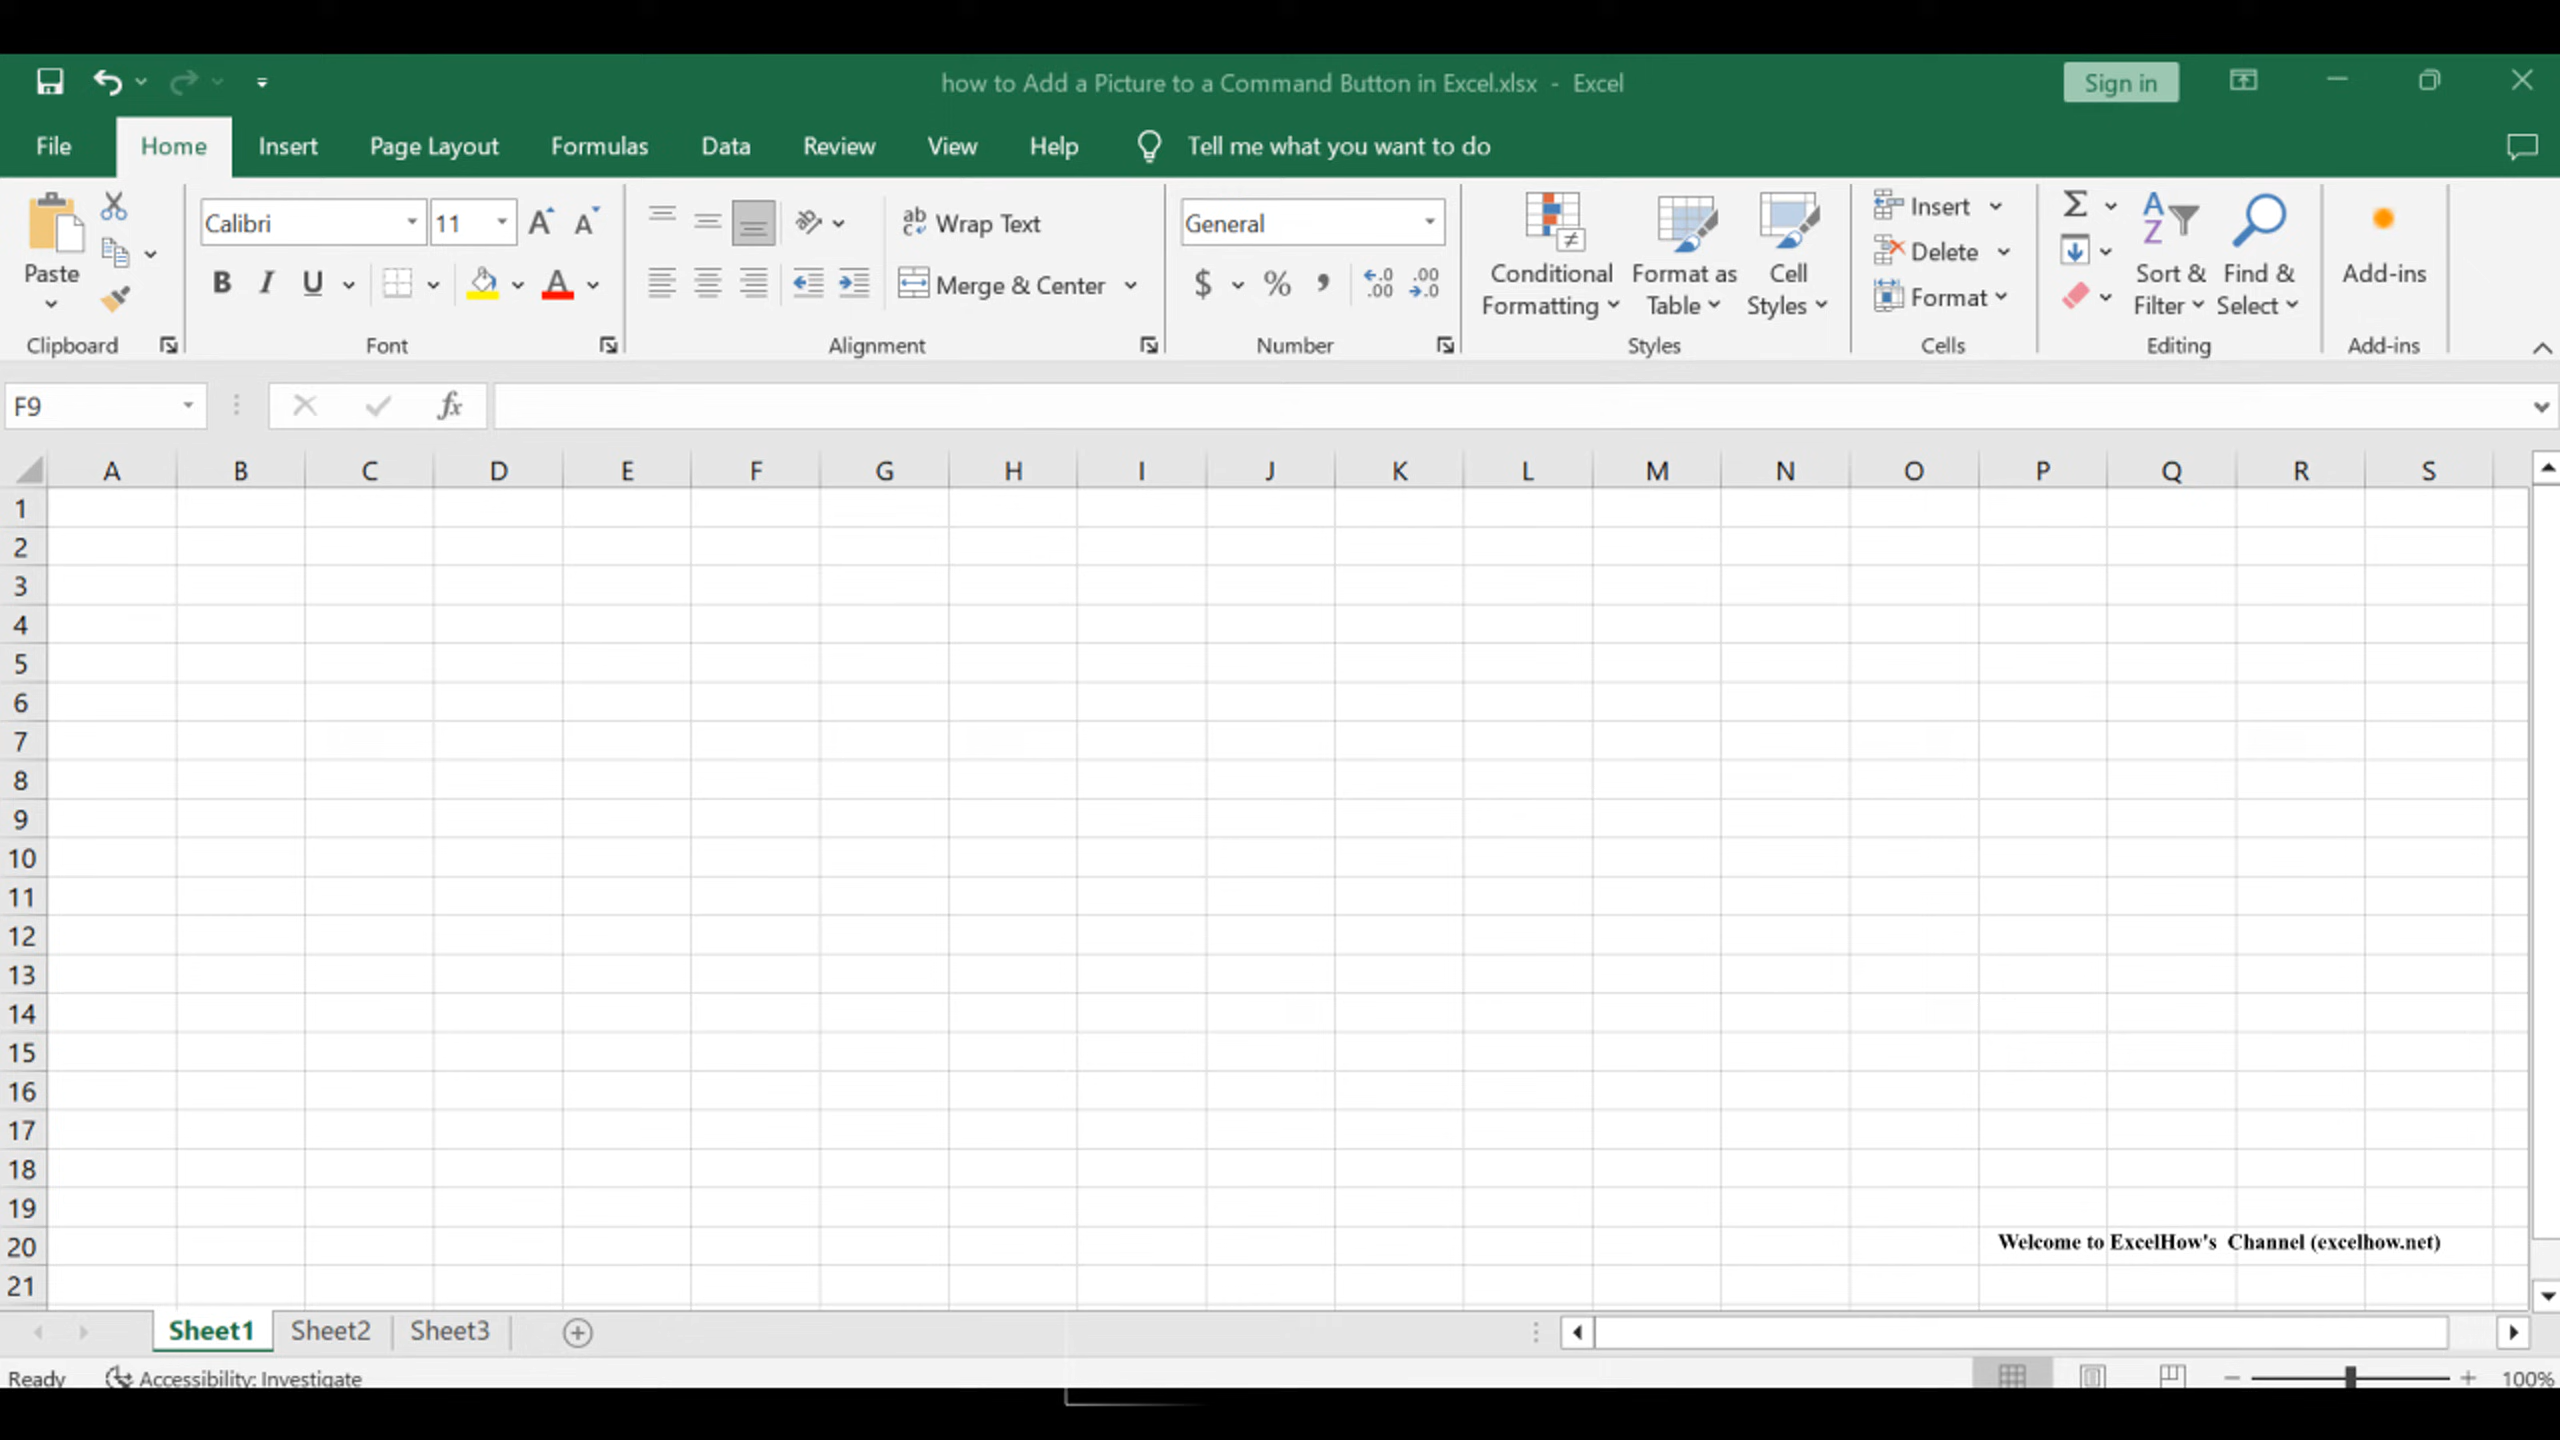 how to Add a Picture to a Command Button in Excel.xlsx - Excel
Sign in
File Home Insert Page Layout Formulas Data Review View Help Tell me what you want to do
Paste
Clipboard
Calibri 11
B I U A
Font
Wrap Text
Merge & Center
Alignment
General
$ % ,
Number
Conditional Formatting
Format as Table
Cell Styles
Styles
Insert
Delete
Format
Cells
Sort & Filter
Find & Select
Editing
Add-ins
Add-ins
F9
fx
A B C D E F G H I J K L M N O P Q R S
1
2
3
4
5
6
7
8
9
10
11
12
13
14
15
16
17
18
19
20
Welcome to ExcelHow's Channel (excelhow.net)
21
Sheet1 Sheet2 Sheet3
Ready Accessibility: Investigate 100%